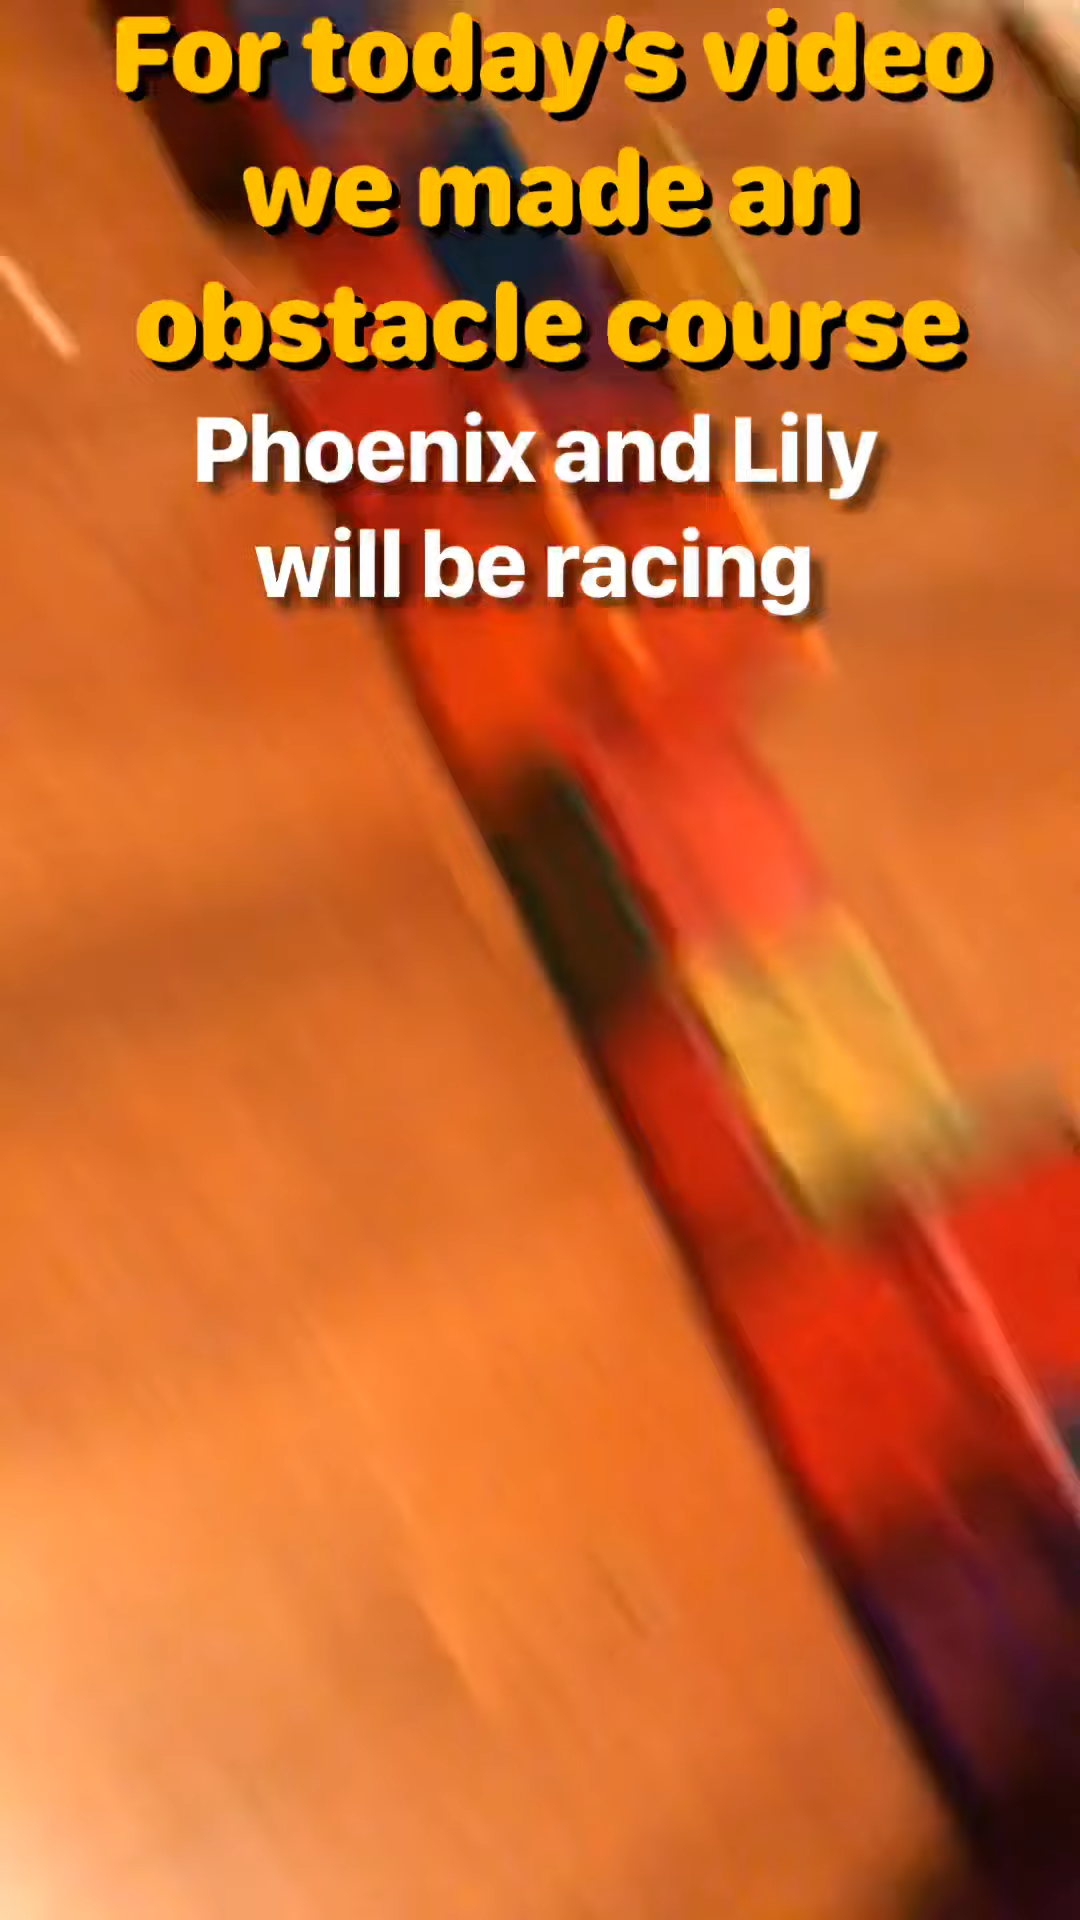 For today's video
we made an
obstacle course
Phoenix and Lily
will be racing